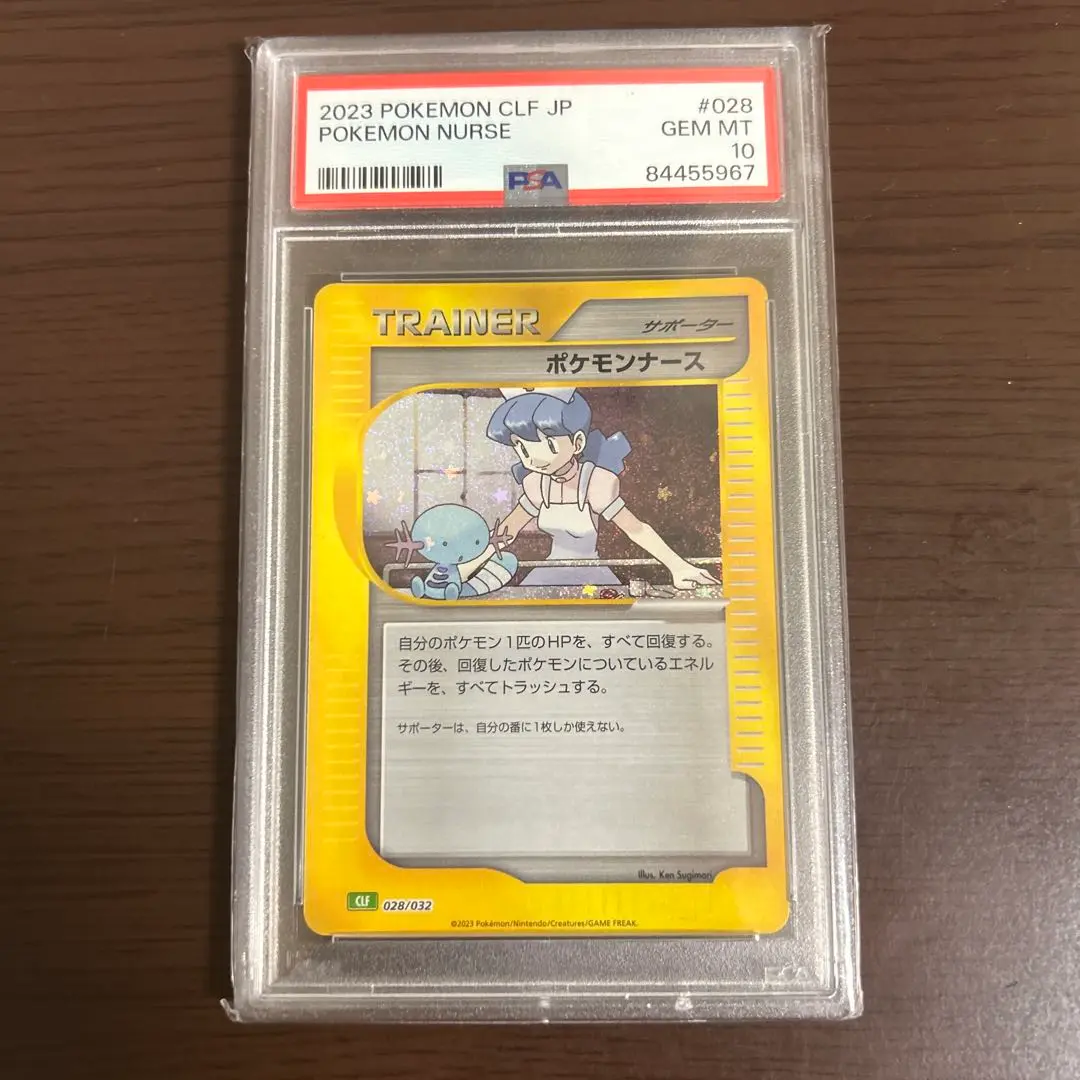 2023 POKEMON CLF JP #028
POKEMON NURSE GEM MT
10
84455967
PSA
TRAINER
サポーター
ポケモンナース
自分のポケモン1匹のHPを、すべて回復する。
その後、回復したポケモンについているエネル
ギーを、すべてトラッシュする。
サポーターは、自分の番に1枚しか使えない。
Illus. Ken Sugimori
CLF 028/032
©2023 Pokémon/Nintendo/Creatures/GAME FREAK.
PSA